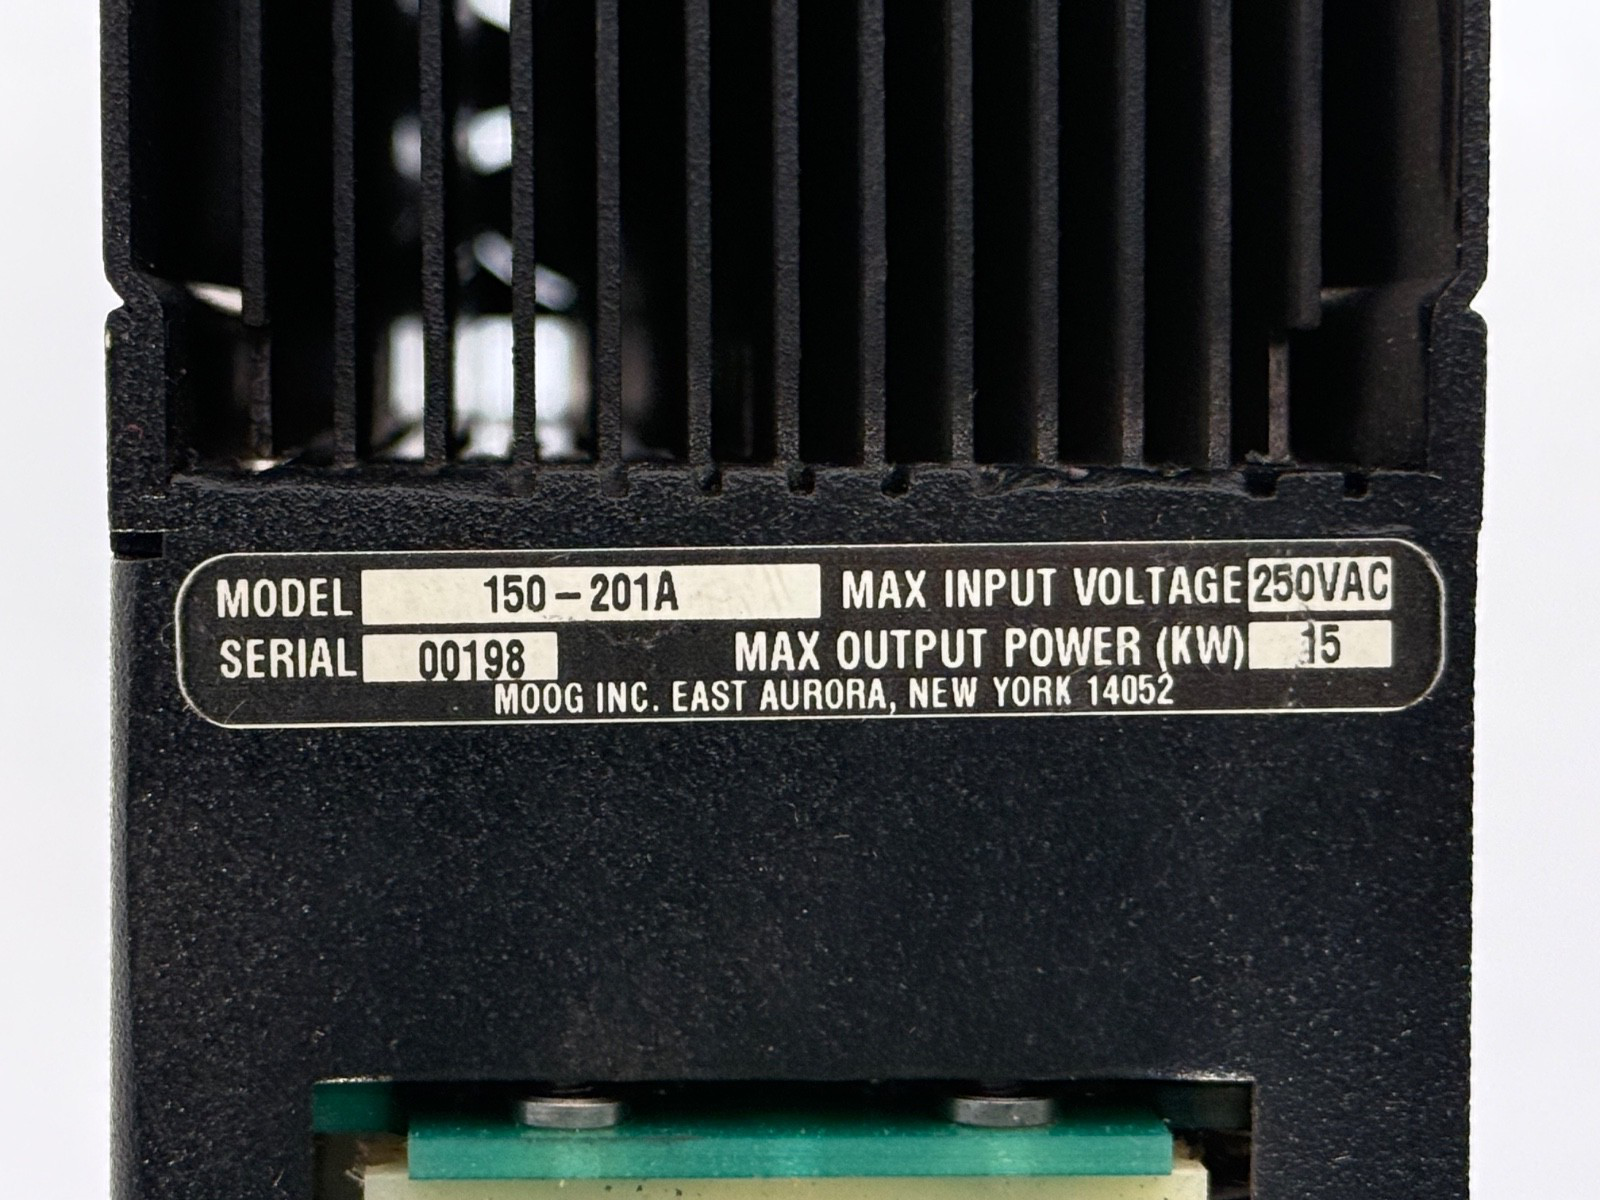 MODEL 150-201A MAX INPUT VOLTAGE 250VAC
SERIAL 00198 MAX OUTPUT POWER (KW) 15
MOOG INC. EAST AURORA, NEW YORK 14052